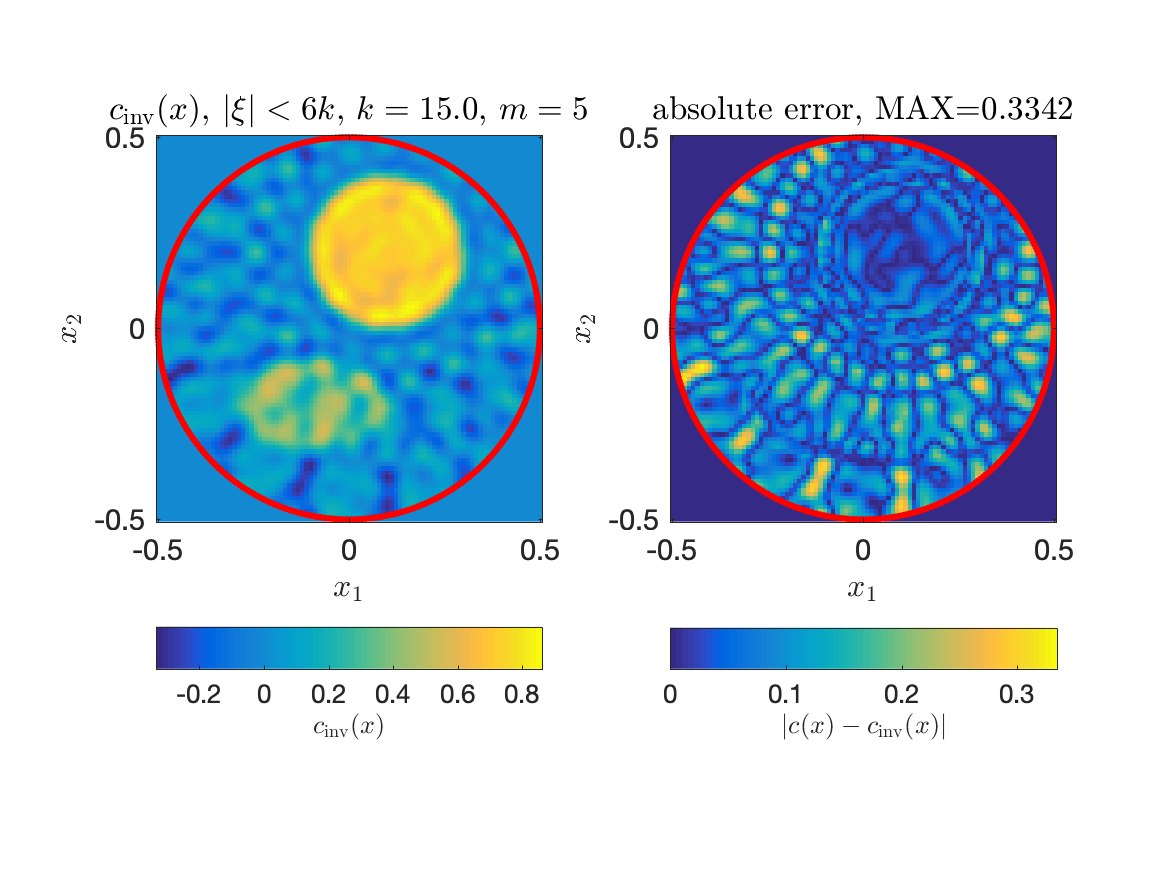 c_inv(x), |ξ| < 6k, k = 15.0, m = 5
0.5
0
-0.5
x_2
-0.5 0 0.5
x_1
-0.2 0 0.2 0.4 0.6 0.8
c_inv(x)
absolute error, MAX=0.3342
0.5
0
-0.5
x_2
-0.5 0 0.5
x_1
0 0.1 0.2 0.3
|c(x) − c_inv(x)|